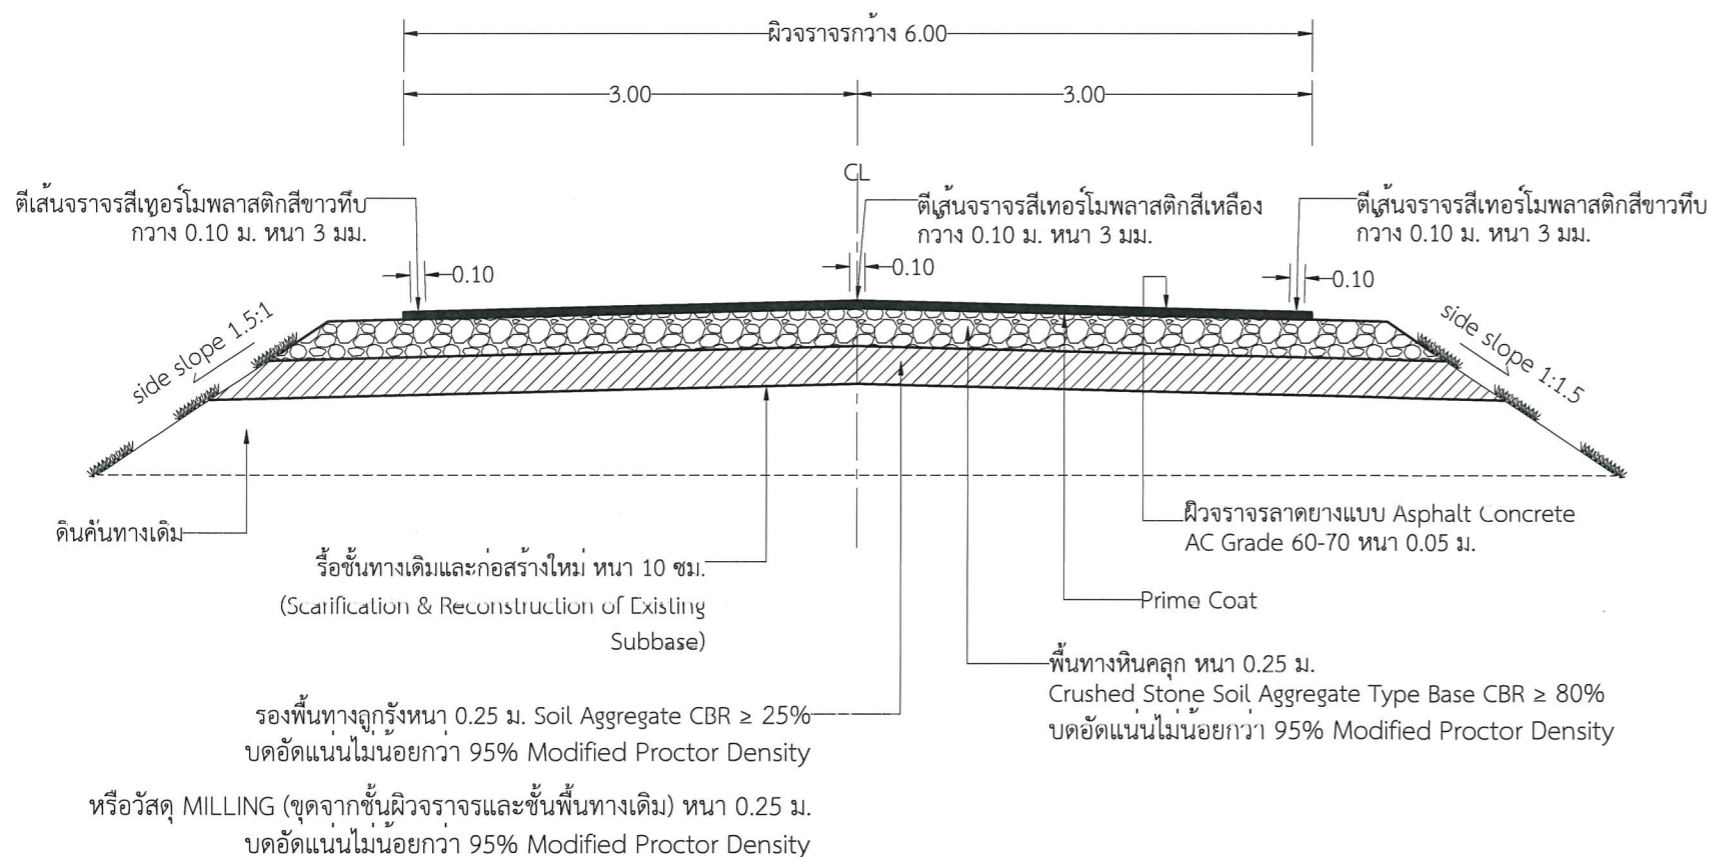 ผิวจราจรกว้าง 6.00
3.00
3.00
CL
ตีเส้นจราจรสีเทอร์โมพลาสติกสีขาวทึบ
กว้าง 0.10 ม. หนา 3 มม.
ตีเส้นจราจรสีเทอร์โมพลาสติกสีเหลือง
กว้าง 0.10 ม. หนา 3 มม.
ตีเส้นจราจรสีเทอร์โมพลาสติกสีขาวทึบ
กว้าง 0.10 ม. หนา 3 มม.
0.10
0.10
0.10
side slope 1.5:1
side slope 1:1.5
ดินคันทางเดิม
ผิวจราจรลาดยางแบบ Asphalt Concrete
AC Grade 60-70 หนา 0.05 ม.
รื้อชั้นทางเดิมและก่อสร้างใหม่ หนา 10 ซม.
(Scarification & Reconstruction of Existing
Subbase)
Prime Coat
พื้นทางหินคลุก หนา 0.25 ม.
Crushed Stone Soil Aggregate Type Base CBR ≥ 80%
บดอัดแน่นไม่น้อยกว่า 95% Modified Proctor Density
รองพื้นทางลูกรังหนา 0.25 ม. Soil Aggregate CBR ≥ 25%
บดอัดแน่นไม่น้อยกว่า 95% Modified Proctor Density
หรือวัสดุ MILLING (ขุดจากชั้นผิวจราจรและชั้นพื้นทางเดิม) หนา 0.25 ม.
บดอัดแน่นไม่น้อยกว่า 95% Modified Proctor Density